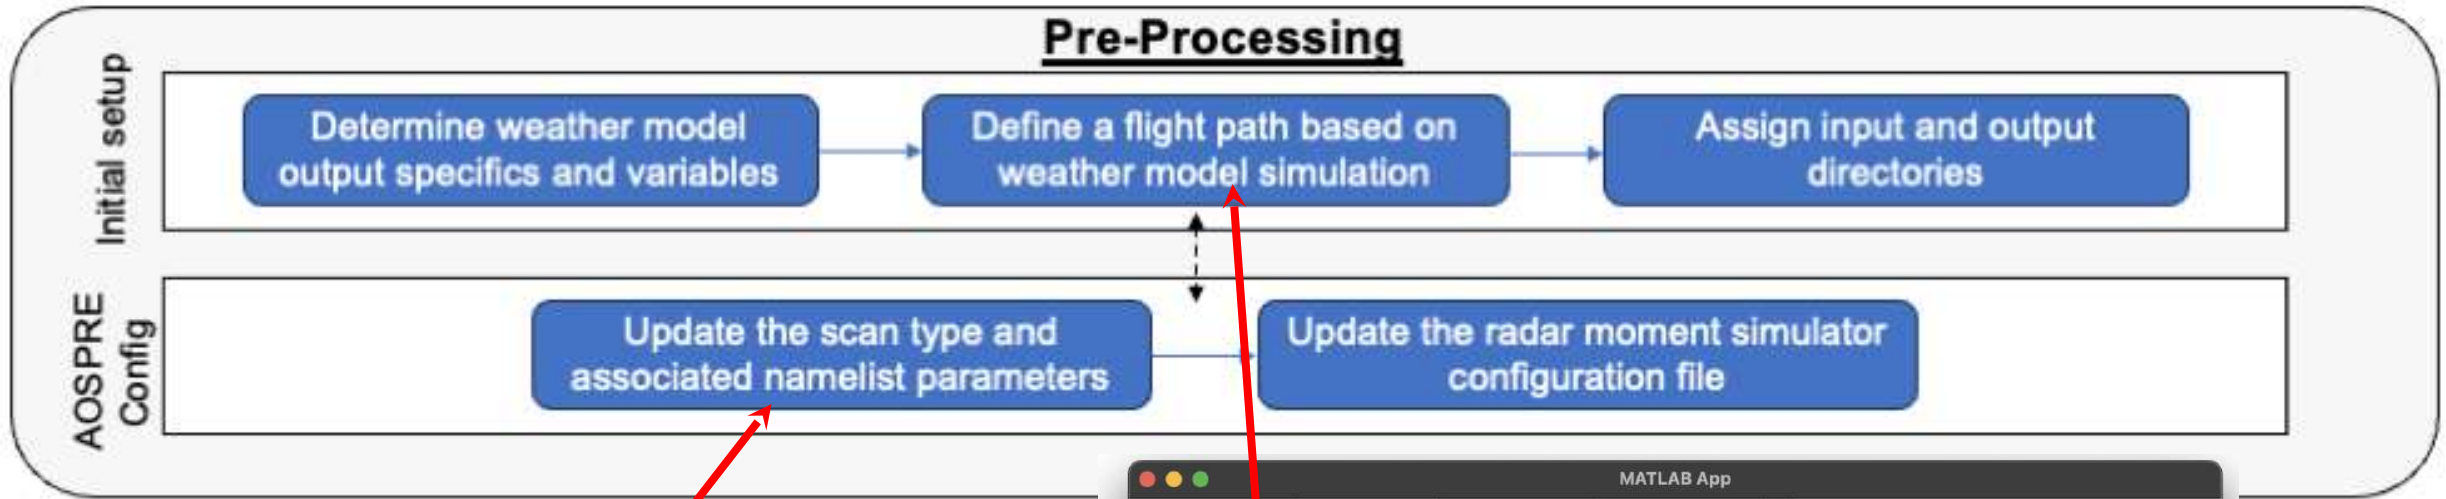 Pre-Processing
Initial setup
Determine weather model
output specifics and variables
Define a flight path based on
weather model simulation
Assign input and output
directories
AOSPRE
Config
Update the scan type and
associated namelist parameters
Update the radar moment simulator
configuration file
MATLAB App